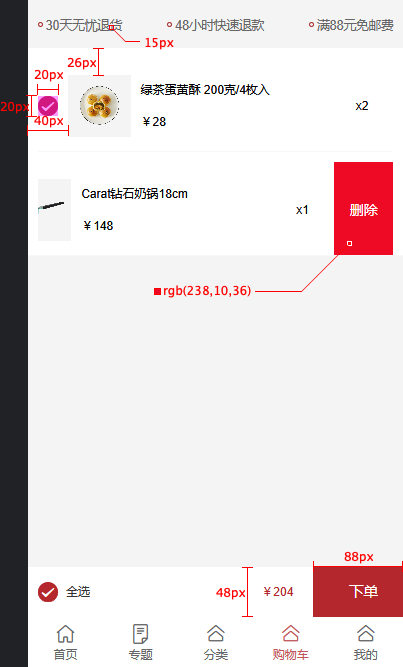 30天无忧退货 48小时快速退款 满88元免邮费
15px
26px
20px
绿茶蛋黄酥 200克/4枚入
20px
x2
40px
￥28
Carat钻石奶锅18cm
x1
删除
￥148
rgb(238,10,36)
88px
全选
48px
￥204
下单
首页 专题 分类 购物车 我的